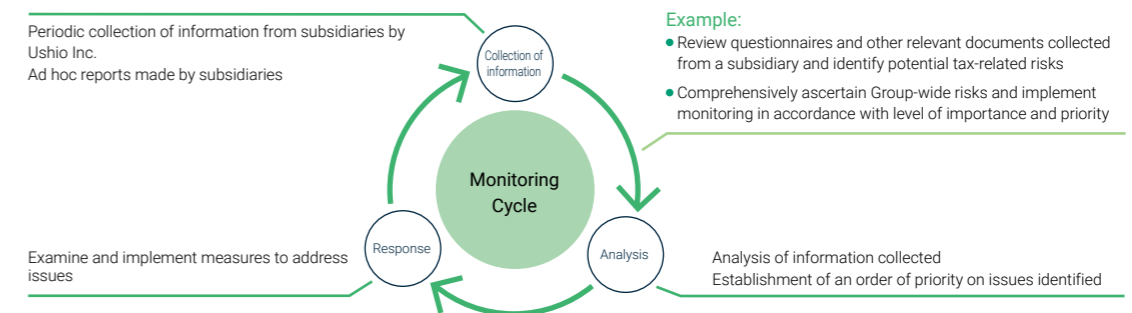 Periodic collection of information from subsidiaries by
Ushio Inc.
Ad hoc reports made by subsidiaries
Collection of
information
Example:
• Review questionnaires and other relevant documents collected
from a subsidiary and identify potential tax-related risks
• Comprehensively ascertain Group-wide risks and implement
monitoring in accordance with level of importance and priority
Monitoring
Cycle
Response
Analysis
Examine and implement measures to address
issues
Analysis of information collected
Establishment of an order of priority on issues identified